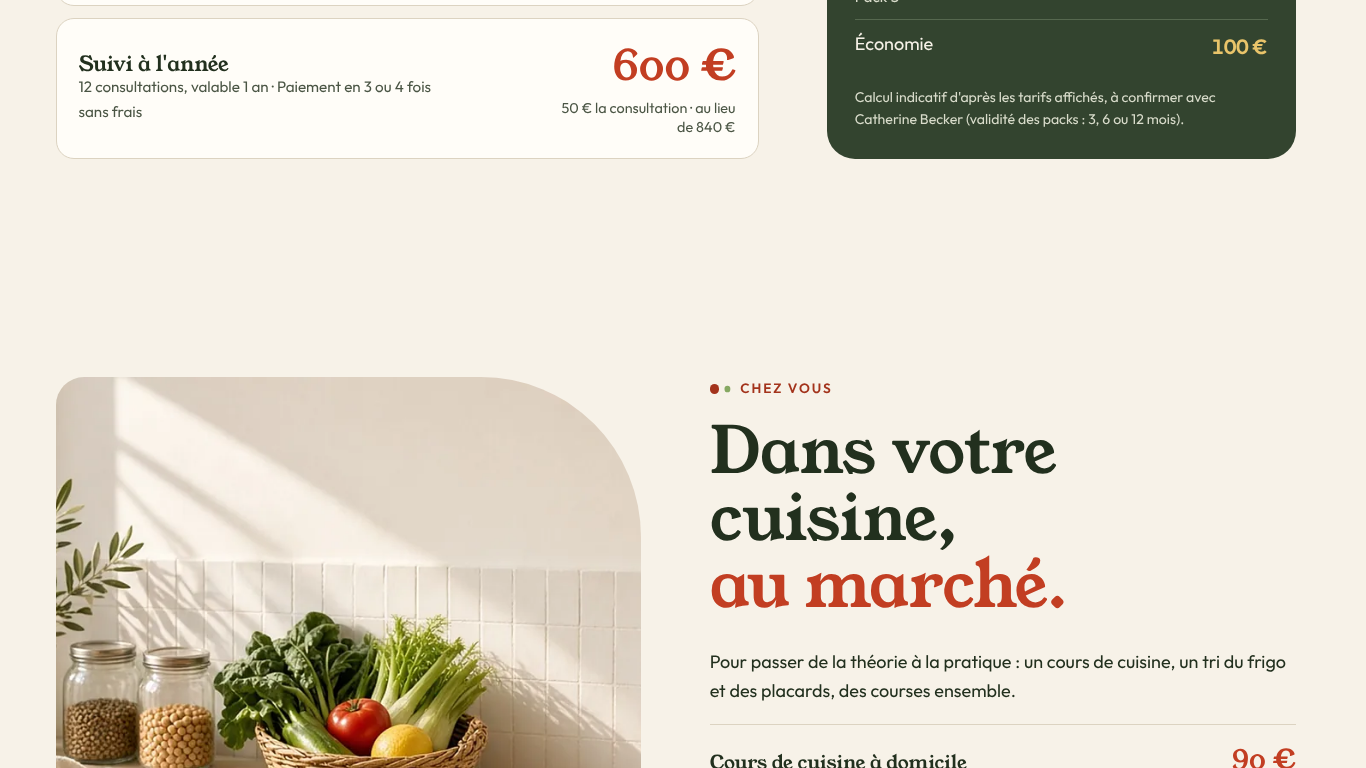 Suivi à l'année
12 consultations, valable 1 an · Paiement en 3 ou 4 fois
sans frais
600 €
50 € la consultation · au lieu
de 840 €
Économie
100 €
Calcul indicatif d'après les tarifs affichés, à confirmer avec
Catherine Becker (validité des packs : 3, 6 ou 12 mois).
CHEZ VOUS
Dans votre
cuisine,
au marché.
Pour passer de la théorie à la pratique : un cours de cuisine, un tri du frigo
et des placards, des courses ensemble.
Cours de cuisine à domicile
90 €